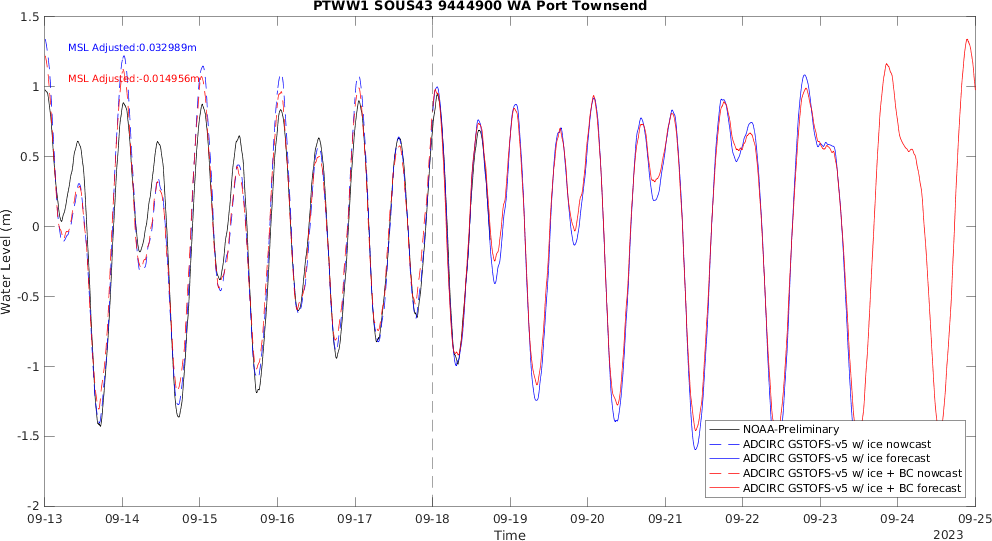 PTWW1 SOUS43 9444900 WA Port Townsend
1.5
MSL Adjusted:0.032989m
MSL Adjusted:-0.014956m
1
0.5
0
-0.5
-1
-1.5
-2
Water Level (m)
NOAA-Preliminary
ADCIRC GSTOFS-v5 w/ ice nowcast
ADCIRC GSTOFS-v5 w/ ice forecast
ADCIRC GSTOFS-v5 w/ ice + BC nowcast
ADCIRC GSTOFS-v5 w/ ice + BC forecast
09-13 09-14 09-15 09-16 09-17 09-18 09-19 09-20 09-21 09-22 09-23 09-24 09-25
Time
2023